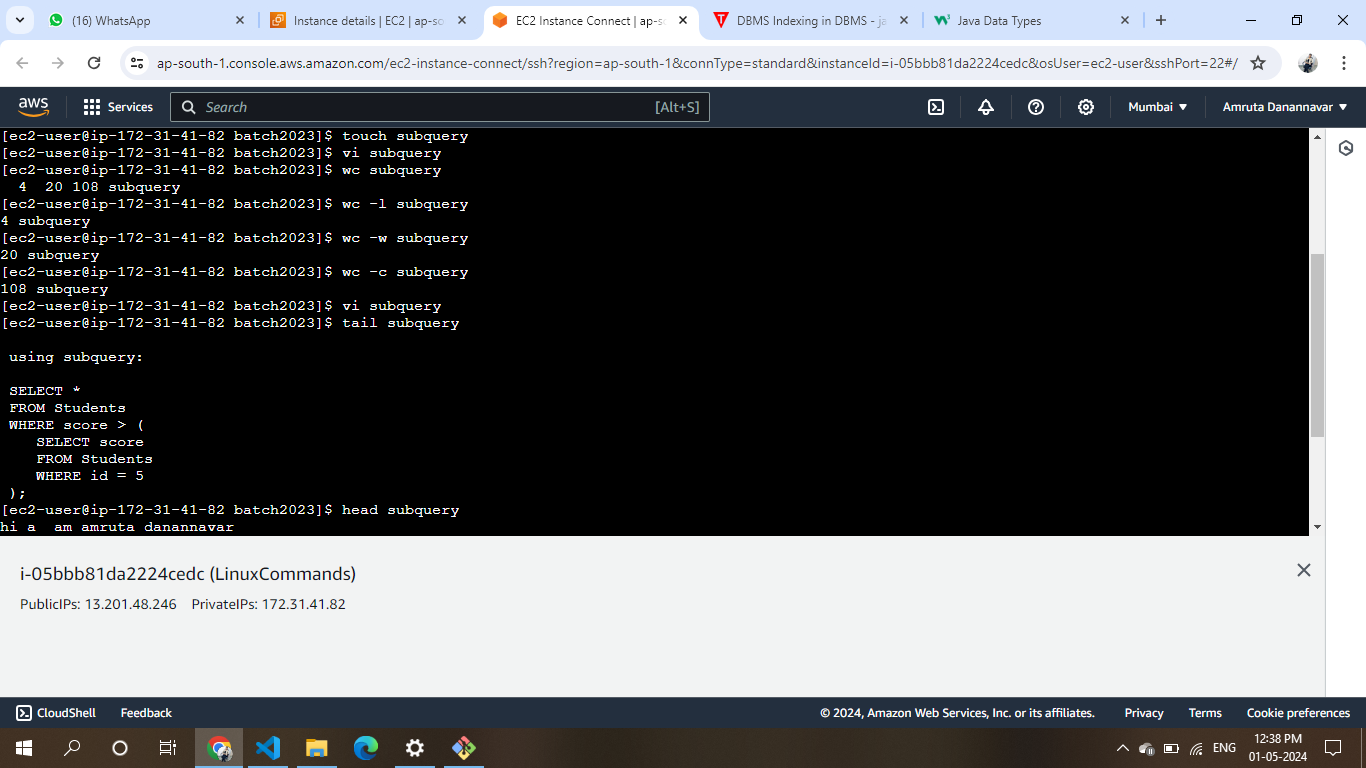 (16) WhatsApp
Instance details | EC2 | ap-so
EC2 Instance Connect | ap-so
DBMS Indexing in DBMS - ja
Java Data Types
ap-south-1.console.aws.amazon.com/ec2-instance-connect/ssh?region=ap-south-1&connType=standard&instanceId=i-05bbb81da2224cedc&osUser=ec2-user&sshPort=22#/
aws
Services
Search
[Alt+S]
Mumbai
Amruta Danannavar
[ec2-user@ip-172-31-41-82 batch2023]$ touch subquery
[ec2-user@ip-172-31-41-82 batch2023]$ vi subquery
[ec2-user@ip-172-31-41-82 batch2023]$ wc subquery
  4  20 108 subquery
[ec2-user@ip-172-31-41-82 batch2023]$ wc -l subquery
4 subquery
[ec2-user@ip-172-31-41-82 batch2023]$ wc -w subquery
20 subquery
[ec2-user@ip-172-31-41-82 batch2023]$ wc -c subquery
108 subquery
[ec2-user@ip-172-31-41-82 batch2023]$ vi subquery
[ec2-user@ip-172-31-41-82 batch2023]$ tail subquery
 using subquery:
 SELECT *
 FROM Students
 WHERE score > (
    SELECT score
    FROM Students
    WHERE id = 5
 );
[ec2-user@ip-172-31-41-82 batch2023]$ head subquery
hi a  am amruta danannavar
i-05bbb81da2224cedc (LinuxCommands)
PublicIPs: 13.201.48.246 PrivateIPs: 172.31.41.82
CloudShell
Feedback
© 2024, Amazon Web Services, Inc. or its affiliates.
Privacy
Terms
Cookie preferences
ENG
12:38 PM
01-05-2024